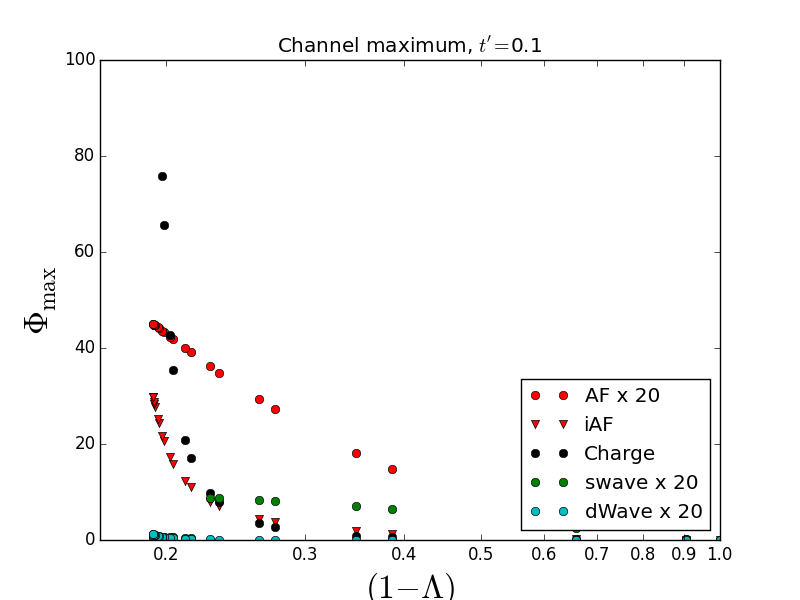 Channel maximum, t′=0.1
100
80
60
40
20
0
Φmax
AF x 20
iAF
Charge
swave x 20
dWave x 20
0.2 0.3 0.4 0.5 0.6 0.7 0.8 0.9 1.0
(1−Λ)